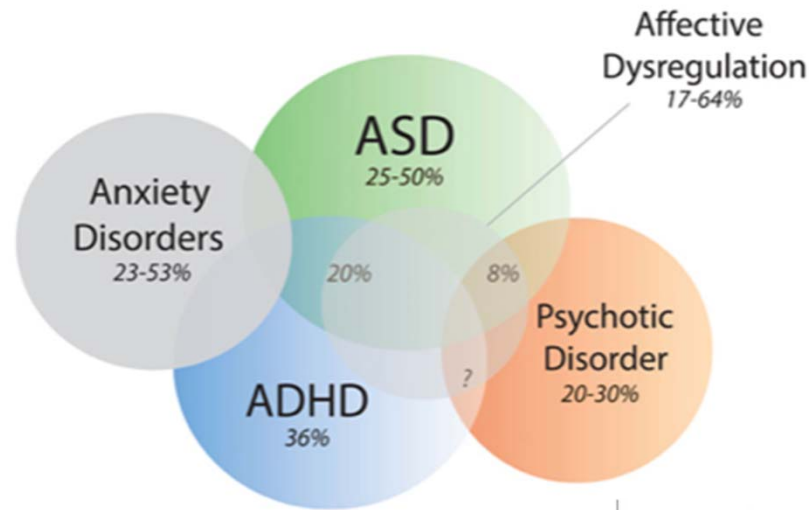 Affective
Dysregulation
17-64%
ASD
25-50%
Anxiety
Disorders
23-53%
20%
8%
Psychotic
Disorder
20-30%
?
ADHD
36%